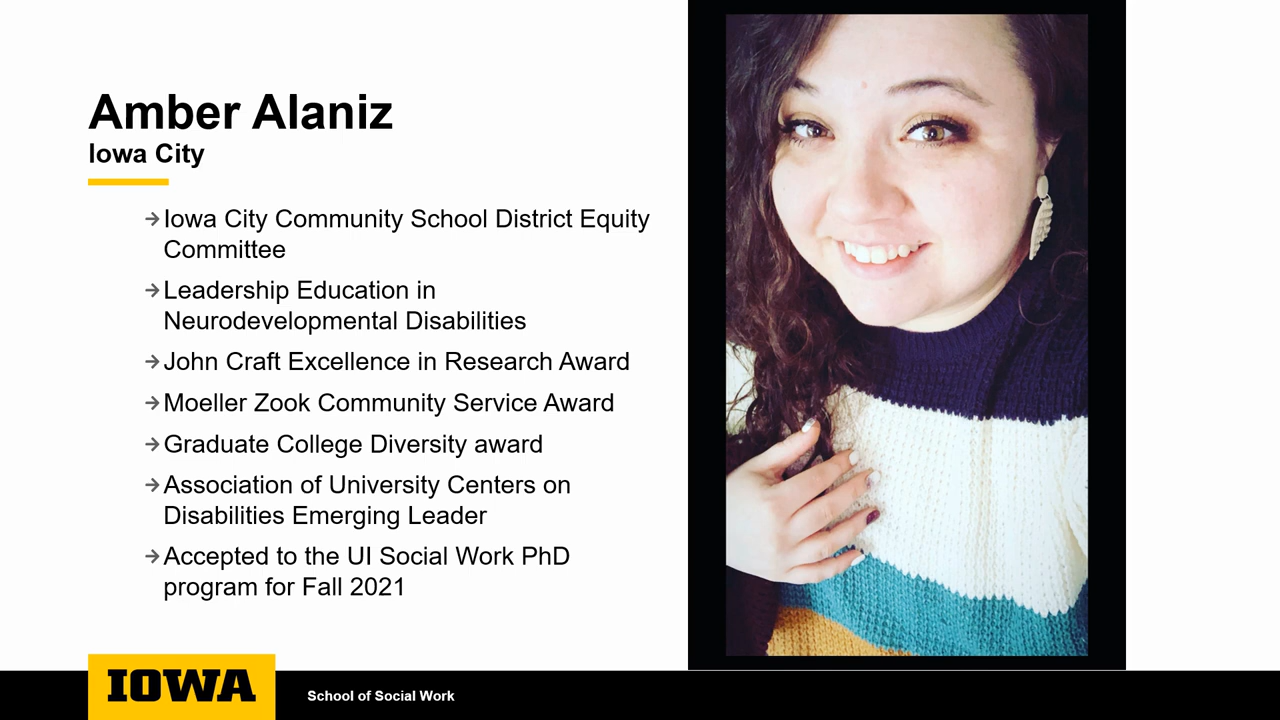 Amber Alaniz
Iowa City
Iowa City Community School District Equity
Committee
Leadership Education in
Neurodevelopmental Disabilities
John Craft Excellence in Research Award
Moeller Zook Community Service Award
Graduate College Diversity award
Association of University Centers on
Disabilities Emerging Leader
Accepted to the UI Social Work PhD
program for Fall 2021
IOWA
School of Social Work